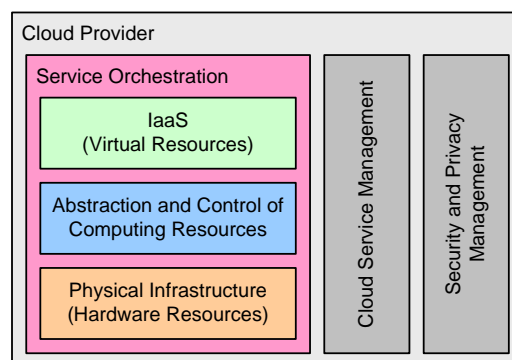 Cloud Provider
Service Orchestration
IaaS
(Virtual Resources)
Abstraction and Control of
Computing Resources
Physical Infrastructure
(Hardware Resources)
Cloud Service Management
Security and Privacy
Management